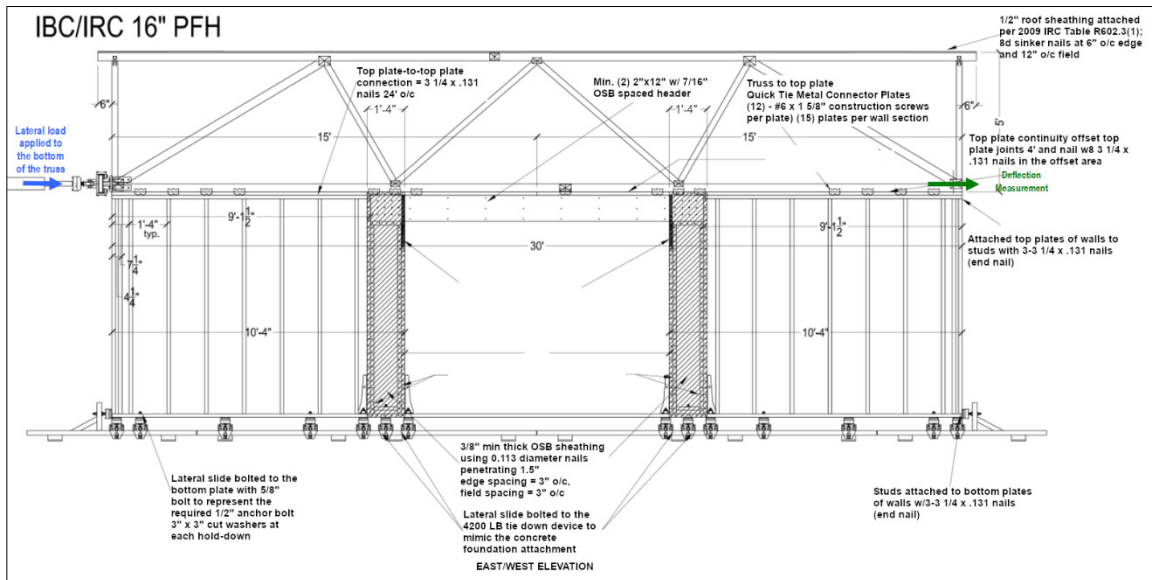 IBC/IRC 16" PFH
1/2" roof sheathing attached
per 2009 IRC Table R602.3(1);
8d sinker nails at 6" o/c edge
and 12" o/c field
Top plate-to-top plate
connection = 3 1/4 x .131
nails 24' o/c
Min. (2) 2"x12" w/ 7/16"
OSB spaced header
Truss to top plate
Quick Tie Metal Connector Plates
(12) - #6 x 1 5/8" construction screws
per plate) (15) plates per wall section
6"
1'-4"
1'-4"
6"
5'
Lateral load
applied to
the bottom
of the truss
15'
15'
Top plate continuity offset top
plate joints 4' and nail w8 3 1/4 x
.131 nails in the offset area
Deflection
Measurement
9'-1 1/2"
9'-1 1/2"
1'-4"
typ.
30'
Attached top plates of walls to
studs with 3-3 1/4 x .131 nails
(end nail)
7 1/4"
4 1/4"
10'-4"
10'-4"
3/8" min thick OSB sheathing
using 0.113 diameter nails
penetrating 1.5"
edge spacing = 3" o/c,
field spacing = 3" o/c
Lateral slide bolted to the
bottom plate with 5/8"
bolt to represent the
required 1/2" anchor bolt
3" x 3" cut washers at
each hold-down
Lateral slide bolted to the
4200 LB tie down device to
mimic the concrete
foundation attachment
Studs attached to bottom plates
of walls w/3-3 1/4 x .131 nails
(end nail)
EAST/WEST ELEVATION